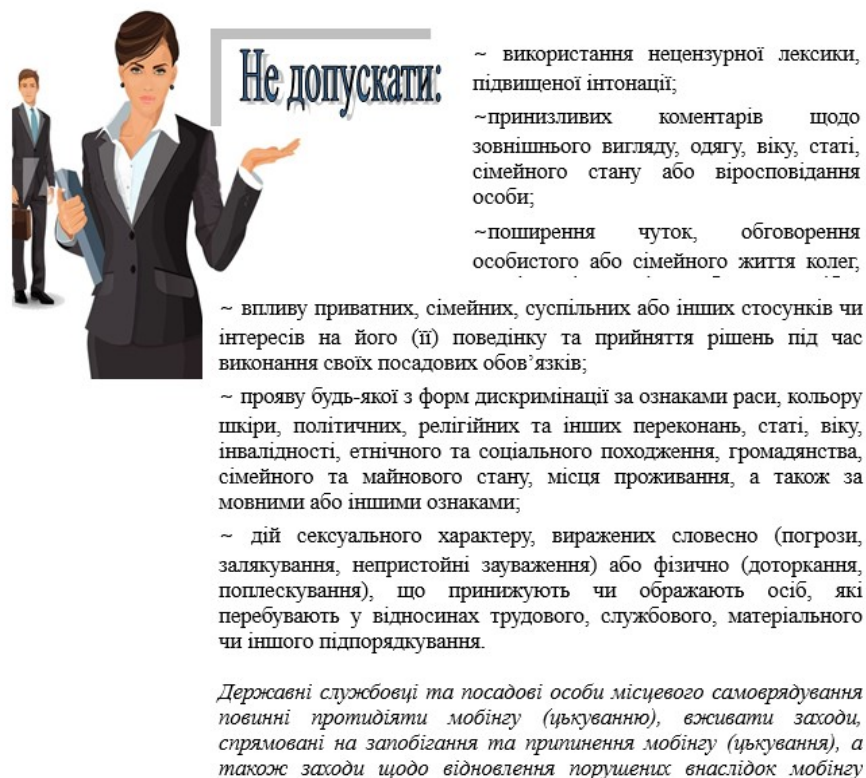 Не допускати:
~ використання нецензурної лексики,
підвищеної інтонації;
~принизливих коментарів щодо
зовнішнього вигляду, одягу, віку, статі,
сімейного стану або віросповідання
особи;
~поширення чуток, обговорення
особистого або сімейного життя колег,
~ впливу приватних, сімейних, суспільних або інших стосунків чи
інтересів на його (її) поведінку та прийняття рішень під час
виконання своїх посадових обов’язків;
~ прояву будь-якої з форм дискримінації за ознаками раси, кольору
шкіри, політичних, релігійних та інших переконань, статі, віку,
інвалідності, етнічного та соціального походження, громадянства,
сімейного та майнового стану, місця проживання, а також за
мовними або іншими ознаками;
~ дій сексуального характеру, виражених словесно (погрози,
залякування, непристойні зауваження) або фізично (доторкання,
поплескування), що принижують чи ображають осіб, які
перебувають у відносинах трудового, службового, матеріального
чи іншого підпорядкування.
Державні службовці та посадові особи місцевого самоврядування
повинні протидіяти мобінгу (цькуванню), вживати заходи,
спрямовані на запобігання та припинення мобінгу (цькування), а
також заходи щодо відновлення порушених внаслідок мобінгу